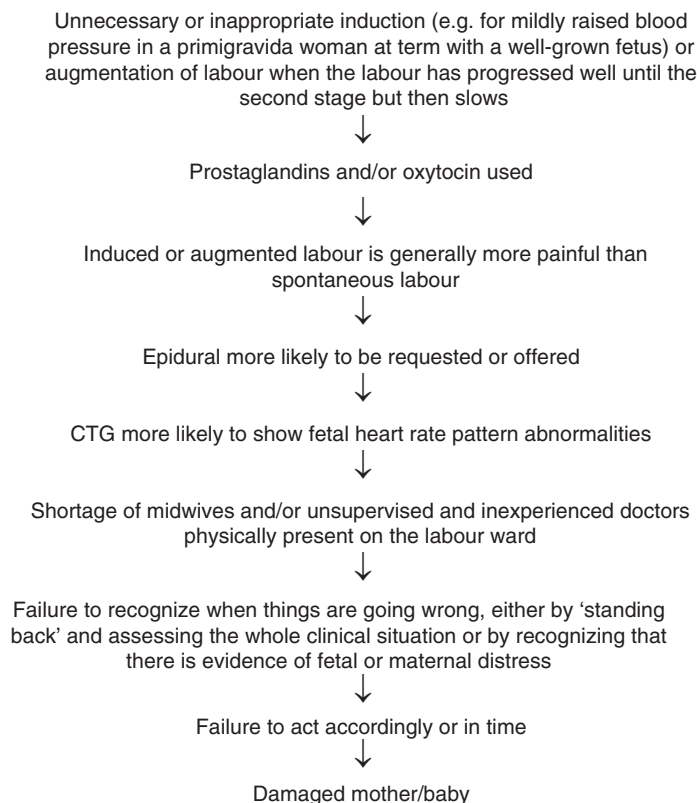 Unnecessary or inappropriate induction (e.g. for mildly raised blood
pressure in a primigravida woman at term with a well-grown fetus) or
augmentation of labour when the labour has progressed well until the
second stage but then slows
↓
Prostaglandins and/or oxytocin used
↓
Induced or augmented labour is generally more painful than
spontaneous labour
↓
Epidural more likely to be requested or offered
↓
CTG more likely to show fetal heart rate pattern abnormalities
↓
Shortage of midwives and/or unsupervised and inexperienced doctors
physically present on the labour ward
↓
Failure to recognize when things are going wrong, either by ‘standing
back’ and assessing the whole clinical situation or by recognizing that
there is evidence of fetal or maternal distress
↓
Failure to act accordingly or in time
↓
Damaged mother/baby